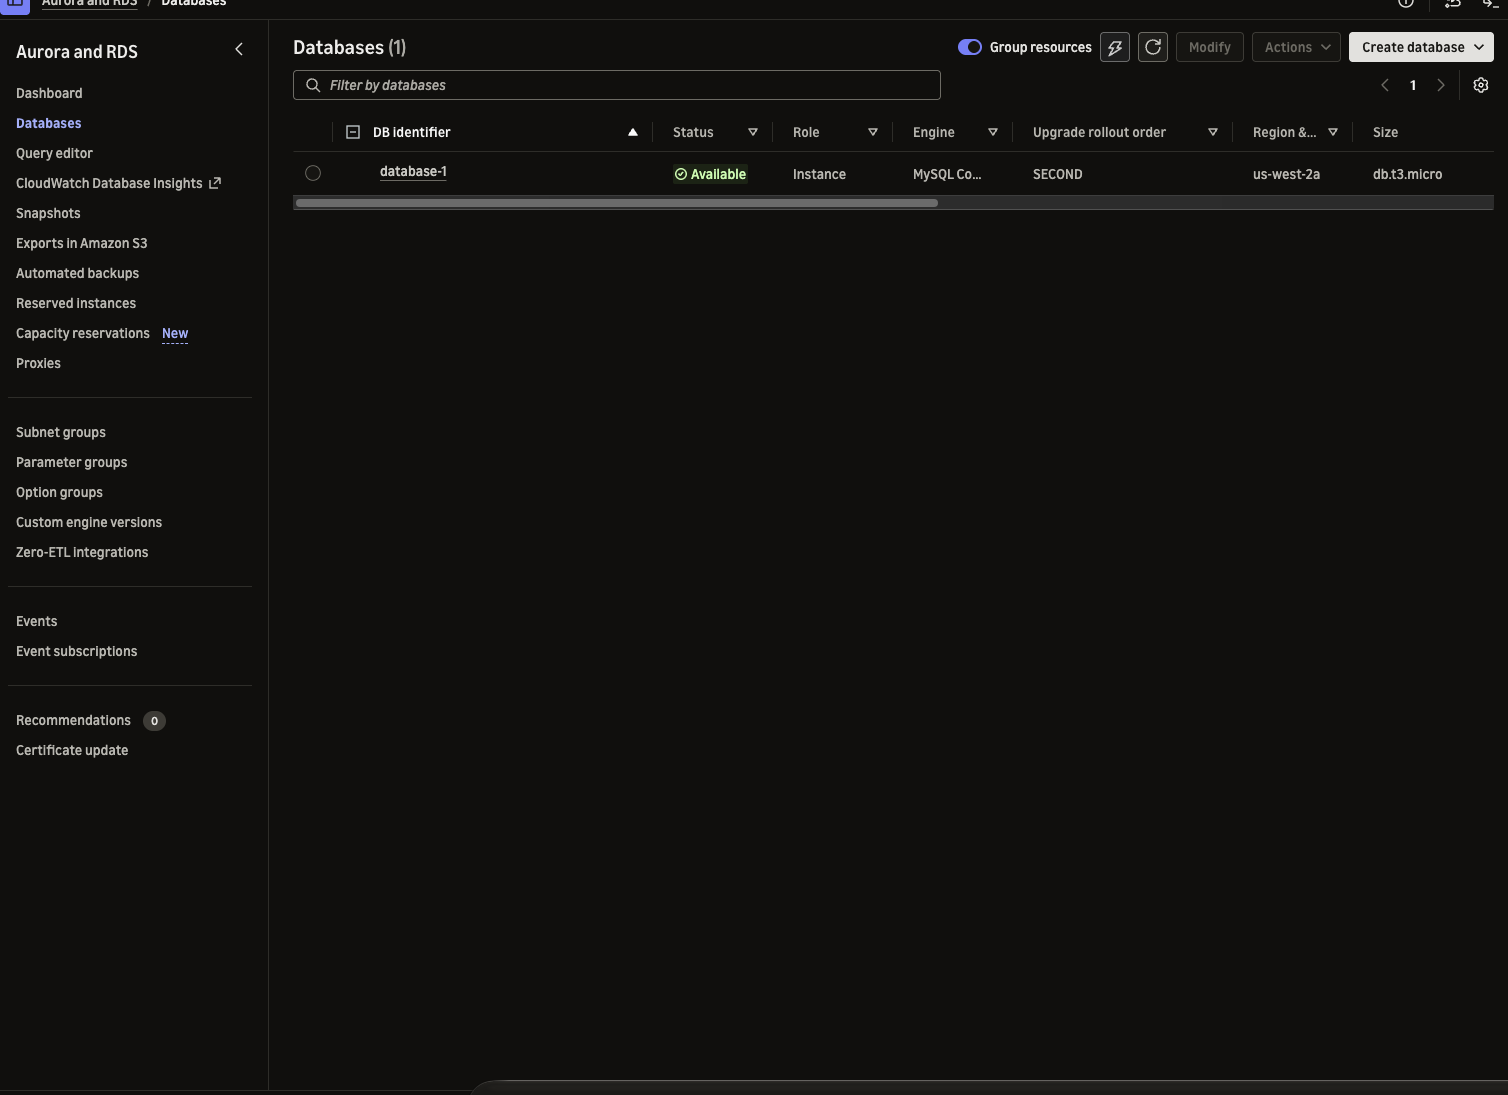 Aurora and RDS / Databases
Aurora and RDS
Dashboard
Databases
Query editor
CloudWatch Database Insights
Snapshots
Exports in Amazon S3
Automated backups
Reserved instances
Capacity reservations New
Proxies
Subnet groups
Parameter groups
Option groups
Custom engine versions
Zero-ETL integrations
Events
Event subscriptions
Recommendations 0
Certificate update
Databases (1)
Group resources Modify Actions Create database
Filter by databases
1
DB identifier Status Role Engine Upgrade rollout order Region &... Size
database-1 Available Instance MySQL Co... SECOND us-west-2a db.t3.micro